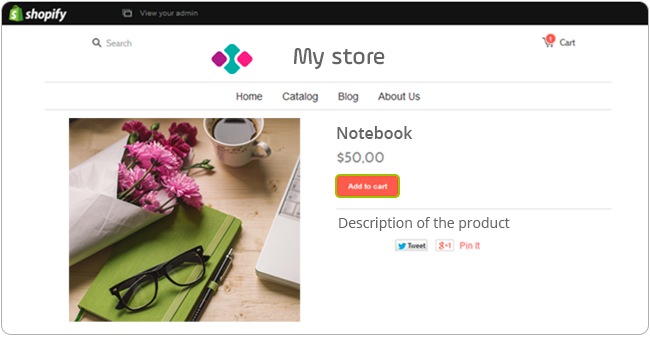 shopify View your admin
Search
My store
1
Cart
Home Catalog Blog About Us
Notebook
$50,00
Add to cart
Description of the product
Tweet g+1 Pin It